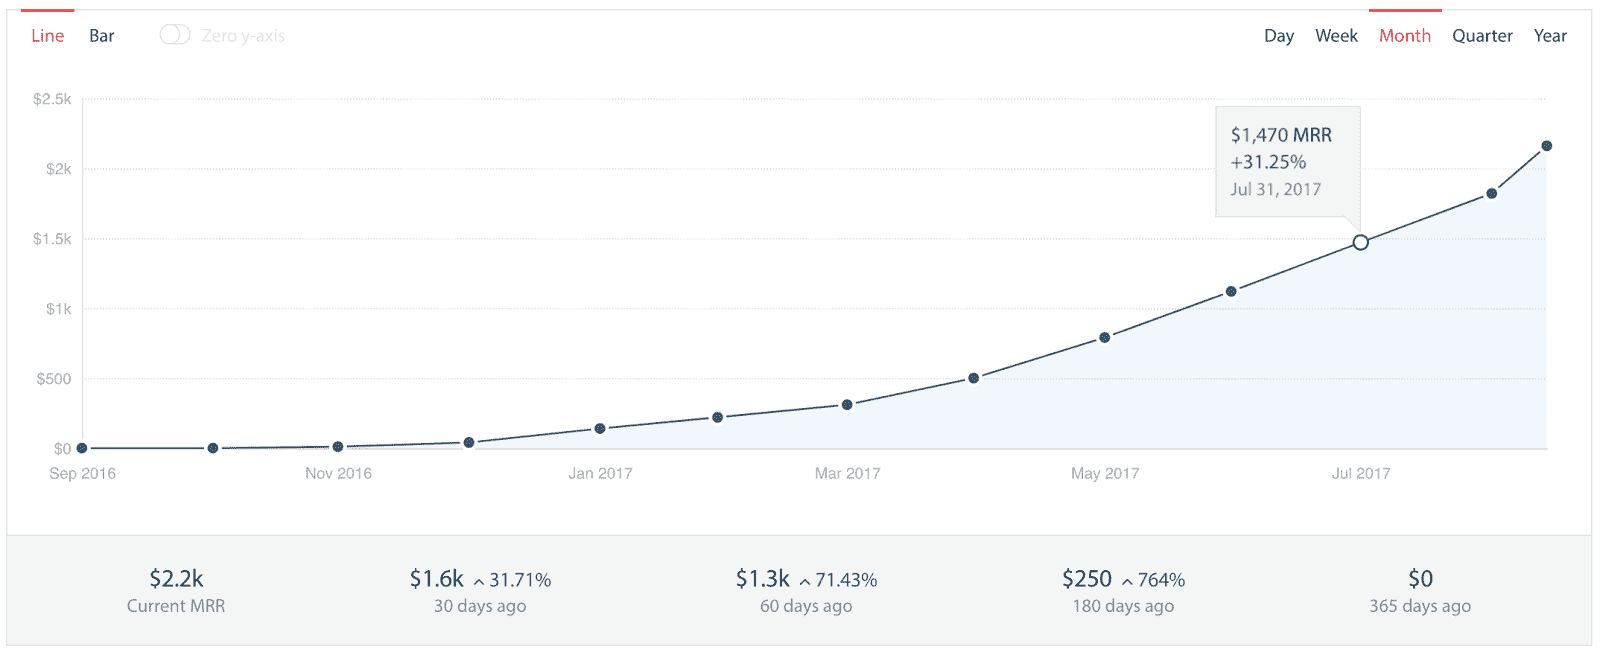 Line Bar Zero y-axis Day Week Month Quarter Year
$2.5k
$1,470 MRR
+31.25%
Jul 31, 2017
$2k
$1.5k
$1k
$500
$0
Sep 2016 Nov 2016 Jan 2017 Mar 2017 May 2017 Jul 2017
$2.2k $1.6k ^ 31.71% $1.3k ^ 71.43% $250 ^ 764% $0
Current MRR 30 days ago 60 days ago 180 days ago 365 days ago